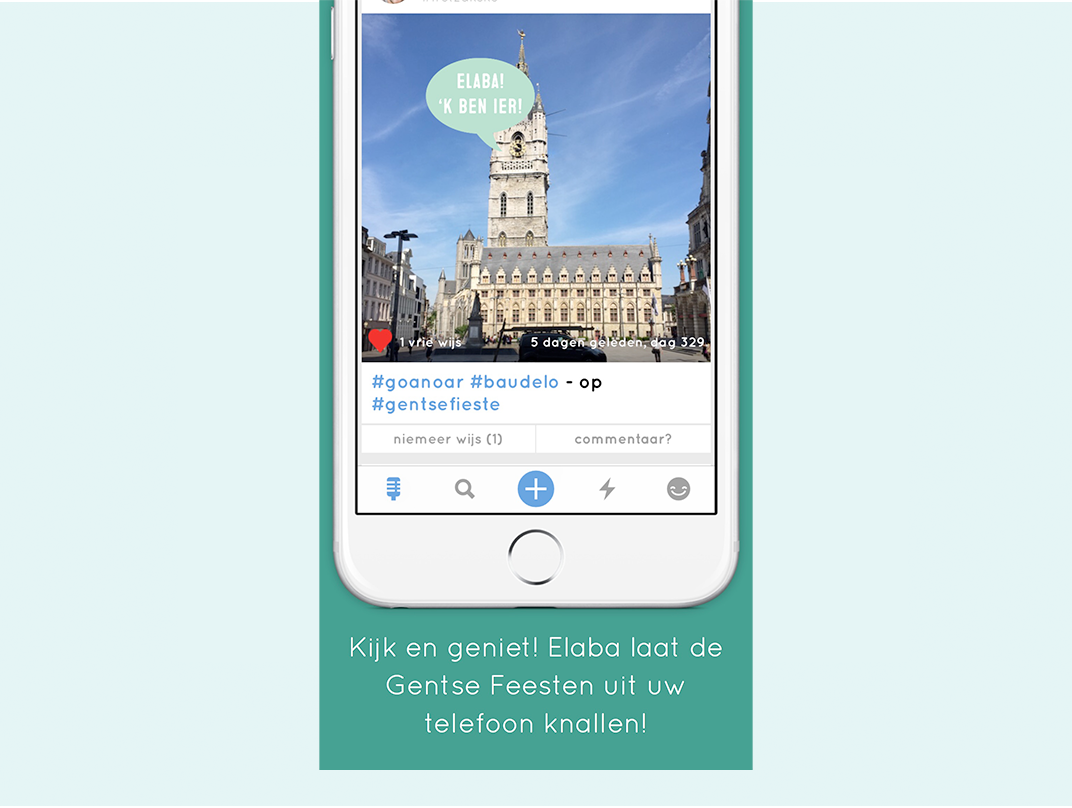 ELABA!
'K BEN IER!
1 vrie wijs
5 dagen geleden, dag 329
#goanoar #baudelo - op
#gentsefieste
niemeer wijs (1)
commentaar?
Kijk en geniet! Elaba laat de
Gentse Feesten uit uw
telefoon knallen!